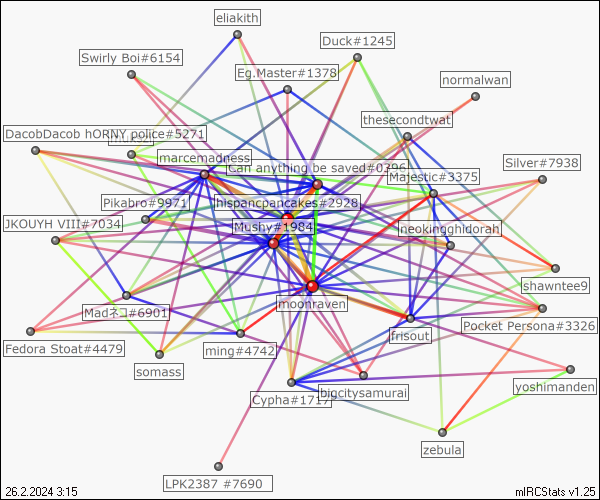 eliakith
Duck#1245
Swirly Boi#6154
Eg.Master#1378
normalwan
thesecondtwat
DacobDacob hORNY police#5271
marcemadness
Can anything be saved#0396
Silver#7938
Majestic#3375
Pikabro#9971
hispancpancakes#2928
JKOUYH VIII#7034
Mushy#1984
neokingghidorah
shawntee9
Madネコ#6901
moonraven
Pocket Persona#3326
frisout
Fedora Stoat#4479
ming#4742
somass
yoshimanden
bigcitysamurai
Cypha#1717
zebula
LPK2387 #7690
26.2.2024 3:15
mIRCStats v1.25